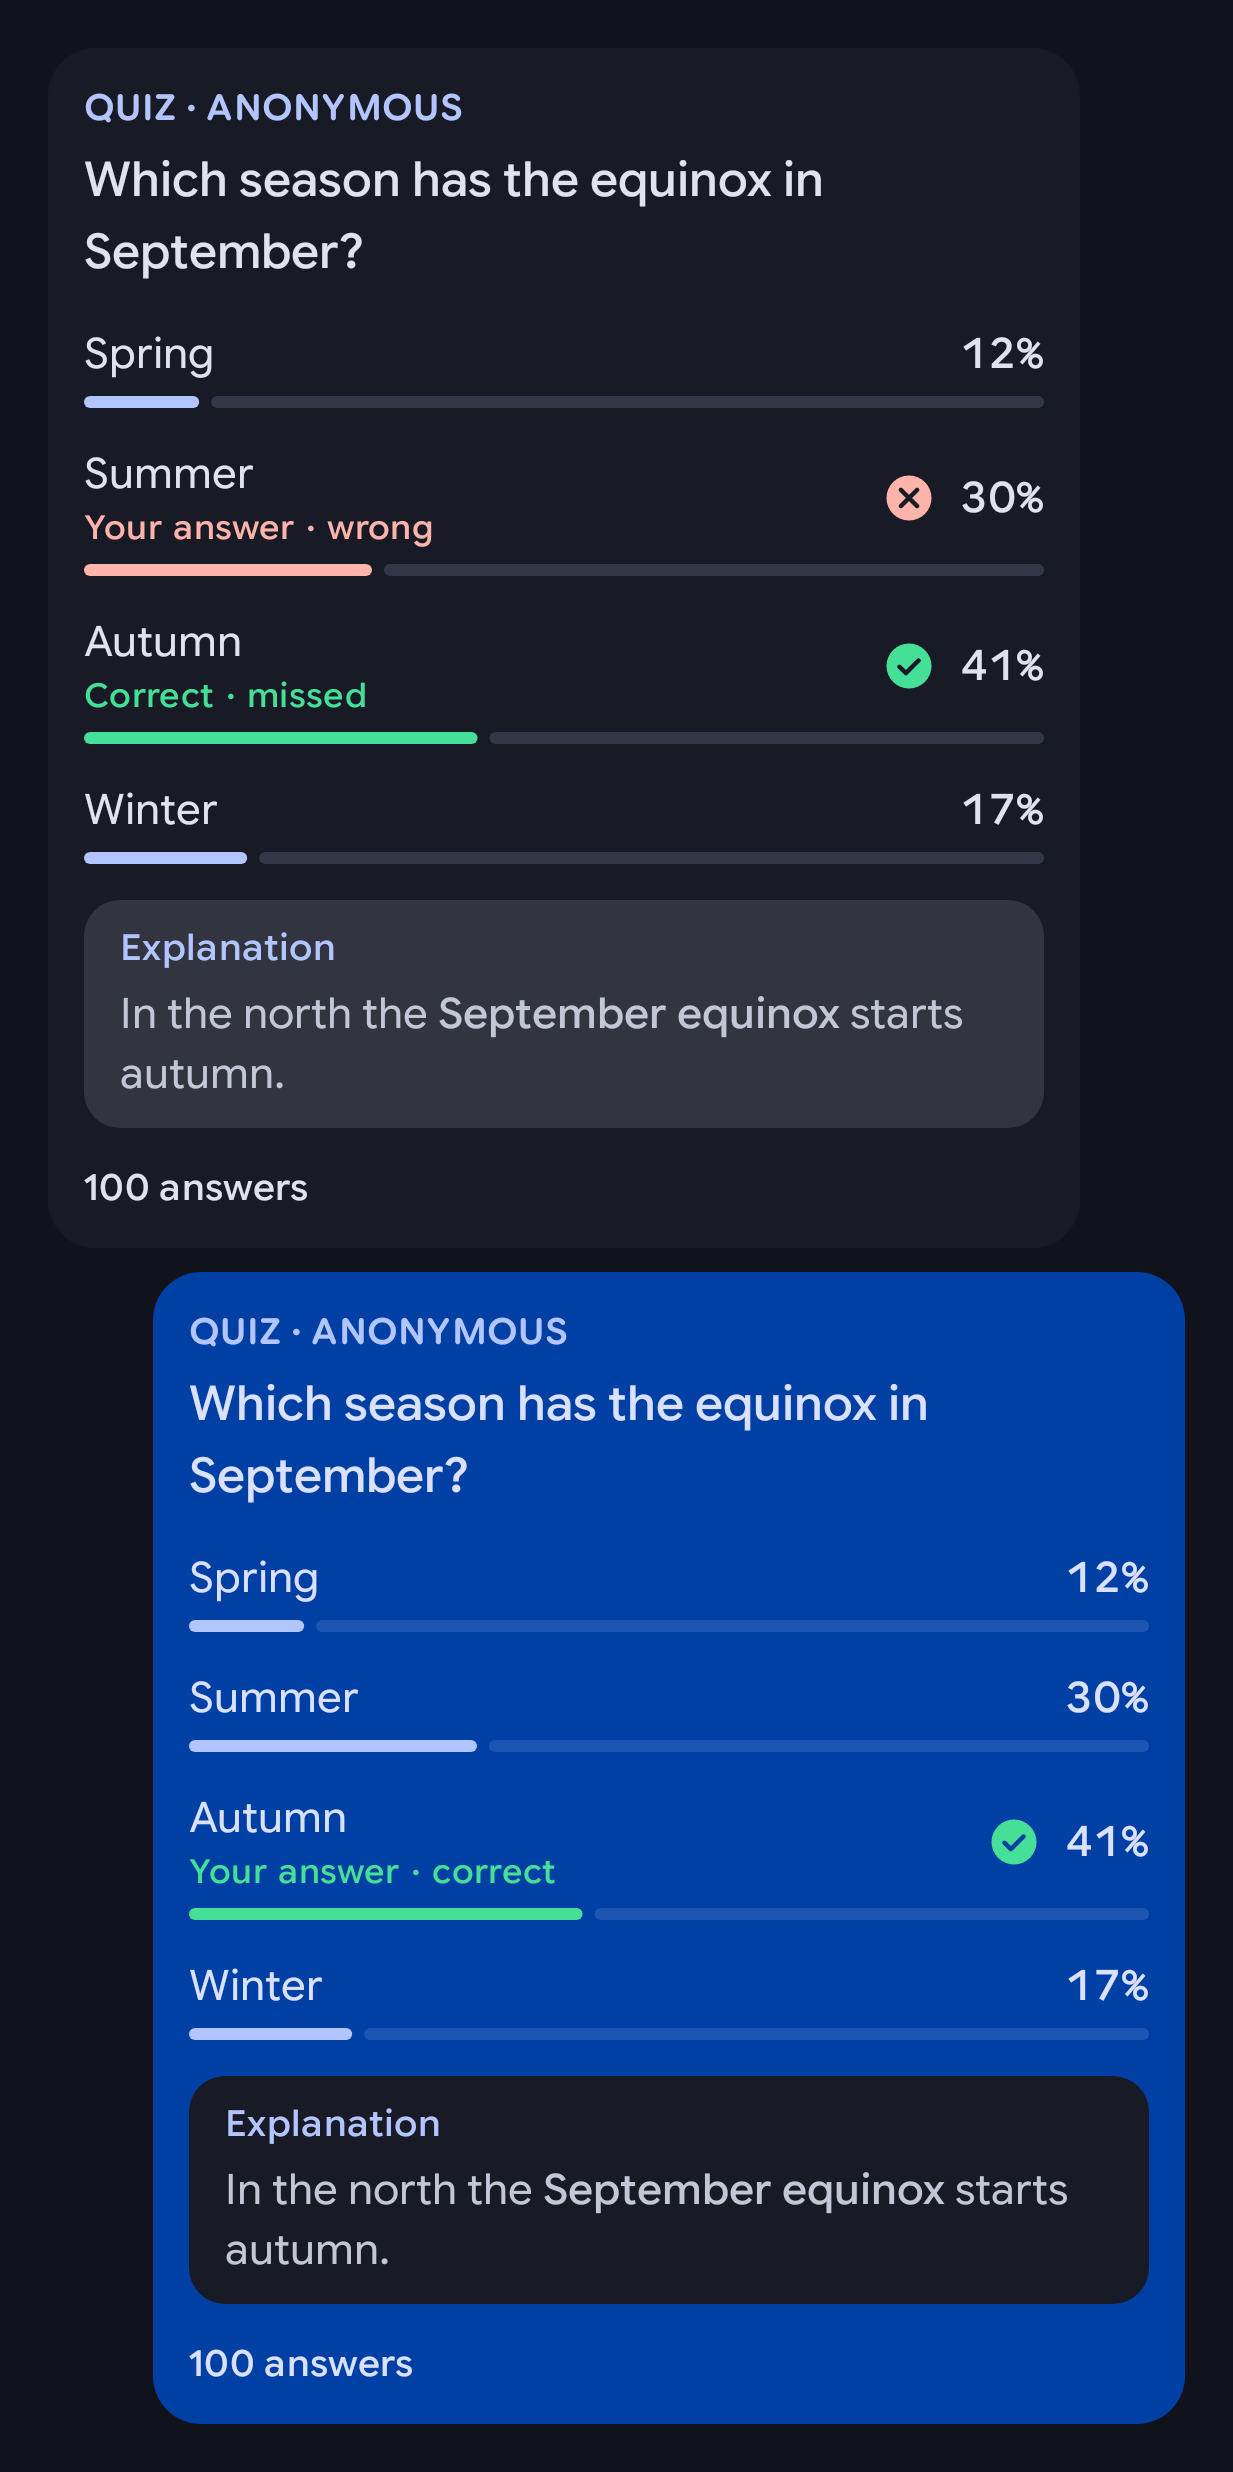 QUIZ · ANONYMOUS
Which season has the equinox in
September?
Spring 12%
Summer 30%
Your answer · wrong
Autumn 41%
Correct · missed
Winter 17%
Explanation
In the north the September equinox starts
autumn.
100 answers
QUIZ · ANONYMOUS
Which season has the equinox in
September?
Spring 12%
Summer 30%
Autumn 41%
Your answer · correct
Winter 17%
Explanation
In the north the September equinox starts
autumn.
100 answers